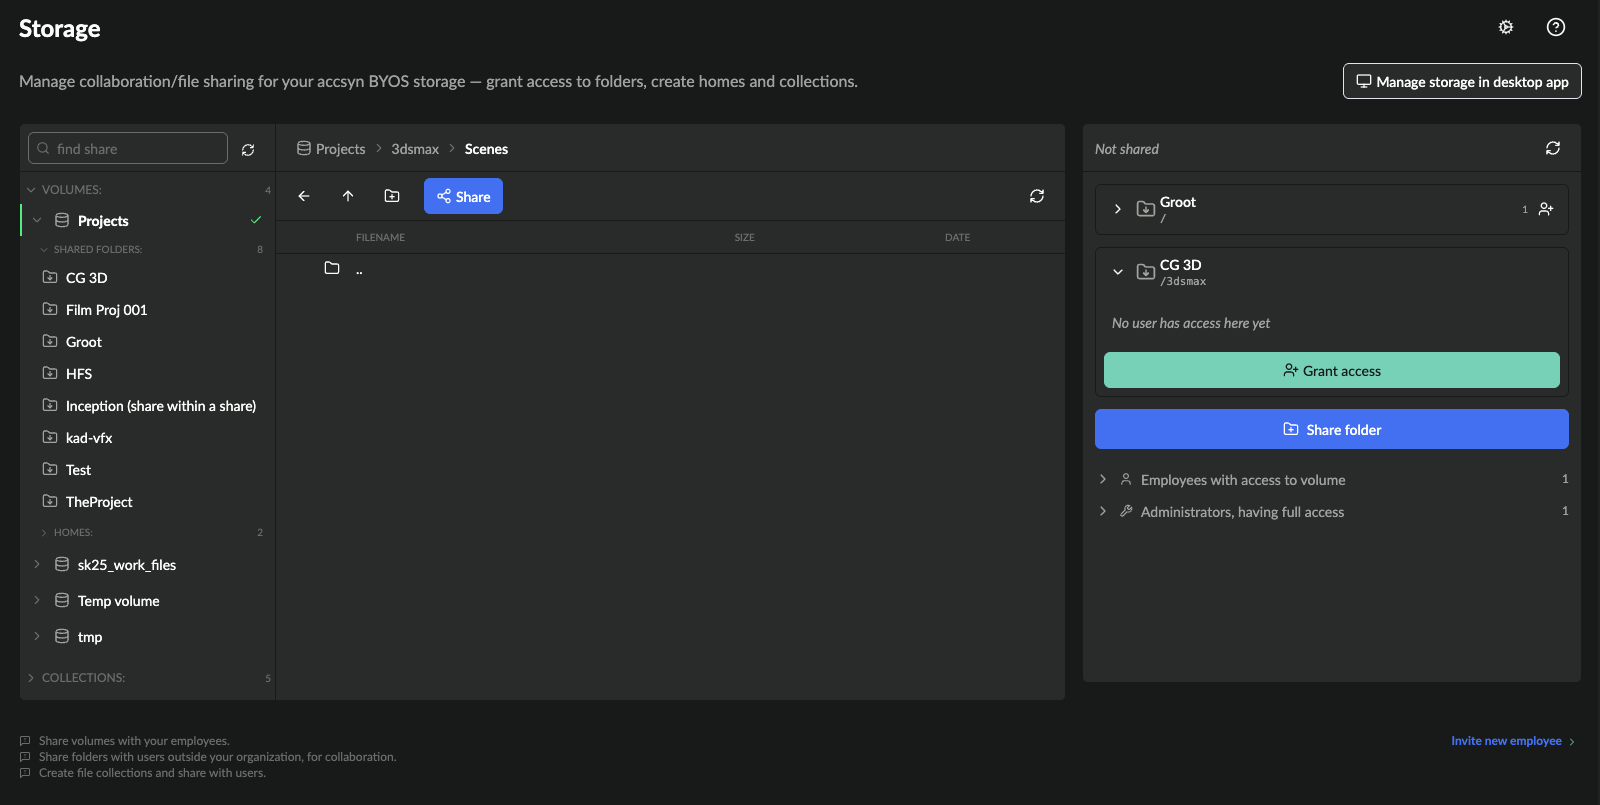 Storage
Manage collaboration/file sharing for your accsyn BYOS storage — grant access to folders, create homes and collections.
Manage storage in desktop app
find share
VOLUMES: 4
Projects
SHARED FOLDERS: 8
CG 3D
Film Proj 001
Groot
HFS
Inception (share within a share)
kad-vfx
Test
TheProject
HOMES: 2
sk25_work_files
Temp volume
tmp
COLLECTIONS: 5
Projects > 3dsmax > Scenes
Share
FILENAME SIZE DATE
..
Not shared
Groot
/
1
CG 3D
/3dsmax
No user has access here yet
Grant access
Share folder
Employees with access to volume 1
Administrators, having full access 1
Share volumes with your employees.
Share folders with users outside your organization, for collaboration.
Create file collections and share with users.
Invite new employee >